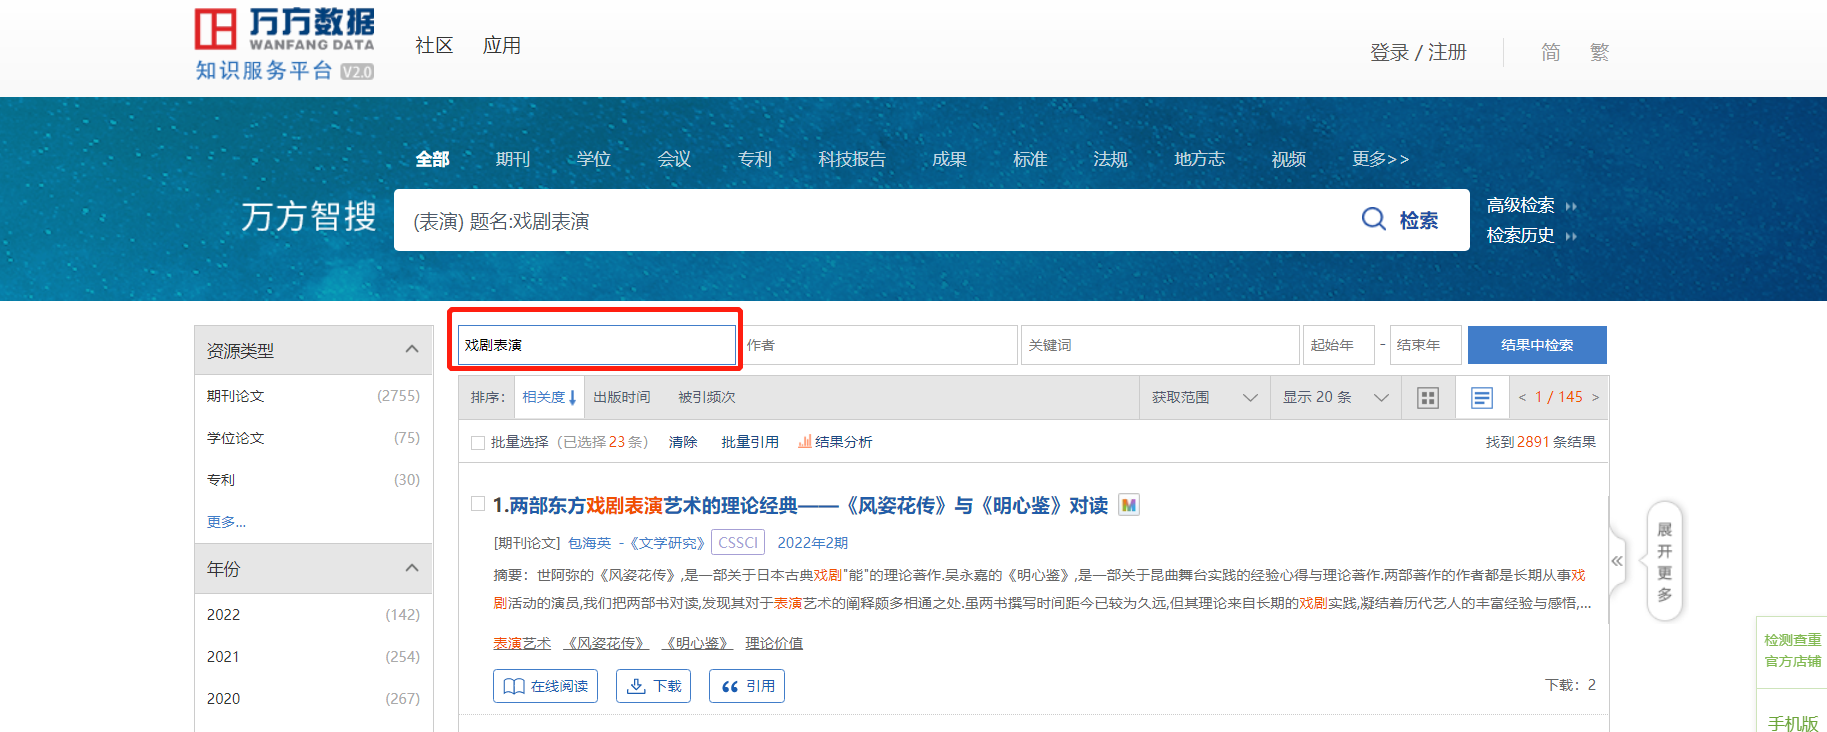 万方数据
WANFANG DATA
知识服务平台 V2.0
社区 应用
登录 / 注册 简 繁
全部 期刊 学位 会议 专利 科技报告 成果 标准 法规 地方志 视频 更多>>
万方智搜 (表演) 题名:戏剧表演 检索
高级检索
检索历史
资源类型
期刊论文 (2755)
学位论文 (75)
专利 (30)
更多...
年份
2022 (142)
2021 (254)
2020 (267)
戏剧表演 作者 关键词 起始年 - 结束年 结果中检索
排序: 相关度 出版时间 被引频次 获取范围 显示 20 条 < 1 / 145 >
批量选择 (已选择 23 条) 清除 批量引用 结果分析 找到 2891 条结果
1.两部东方戏剧表演艺术的理论经典——《风姿花传》与《明心鉴》对读 M
[期刊论文] 包海英 -《文学研究》 CSSCI 2022年2期
摘要: 世阿弥的《风姿花传》,是一部关于日本古典戏剧"能"的理论著作.吴永嘉的《明心鉴》,是一部关于昆曲舞台实践的经验心得与理论著作.两部著作的作者都是长期从事戏
剧活动的演员,我们把两部书对读,发现其对于表演艺术的阐释颇多相通之处.虽两书撰写时间距今已较为久远,但其理论来自长期的戏剧实践,凝结着历代艺人的丰富经验与感悟,...
表演艺术 《风姿花传》 《明心鉴》 理论价值
在线阅读 下载 引用 下载: 2
«
展开更多
检测查重
官方店铺
手机版